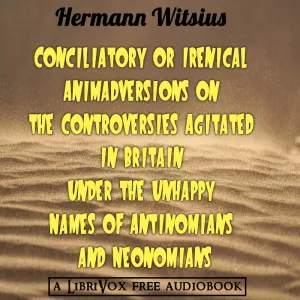 Hermann Witsius
CONCILIATORY OR IRENICAL
ANIMADVERSIONS ON
THE CONTROVERSIES AGITATED
IN BRITAIN
UNDER THE UNHAPPY
NAMES OF ANTINOMIANS
AND NEONOMIANS
A LIBRIVOX FREE AUDIOBOOK